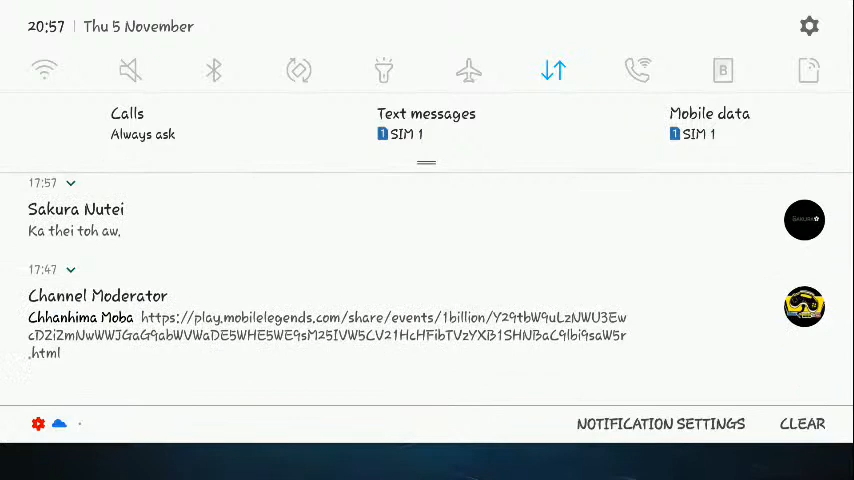 20:57 | Thu 5 November
B
Calls
Always ask
Text messages
1 SIM 1
Mobile data
1 SIM 1
17:57
Sakura Nutei
Ka thei toh aw.
SAKURA
17:47
Channel Moderator
Chhanhima Moba https://play.mobilelegends.com/share/events/1billion/Y29tbW9uLzNWU3Ew
cDZiZmNwWWJGaG9abWVWaDE5WHE5WE9sM25IVW5CV21HcHFibTVzYXB1SHNBaC9lbi9saW5r
.html
NOTIFICATION SETTINGS
CLEAR